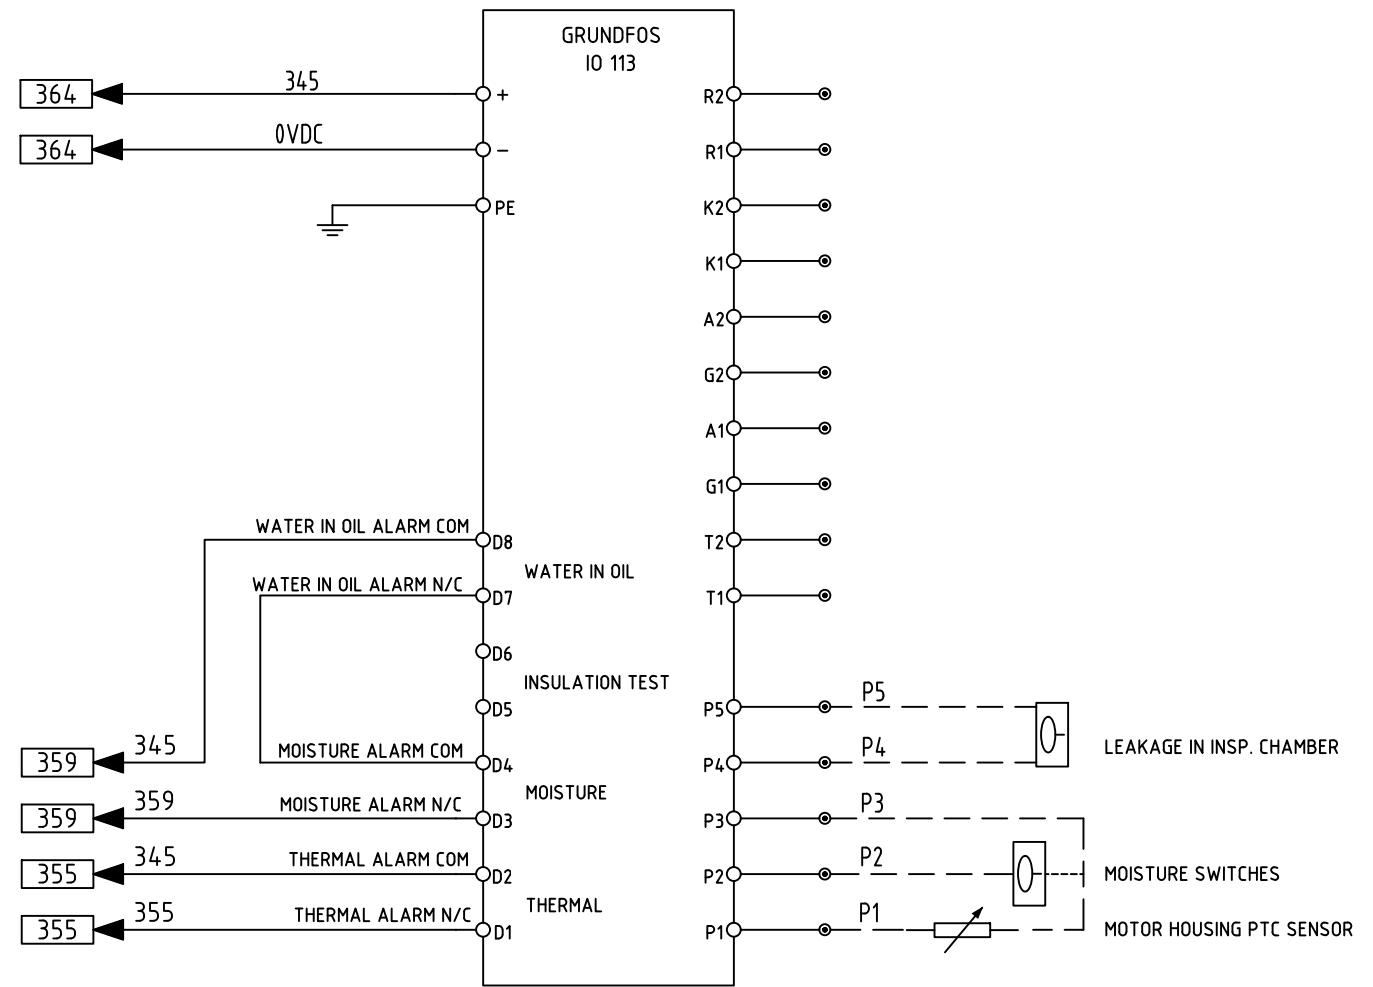 GRUNDFOS
IO 113
364
345
+
R2
364
0VDC
-
R1
PE
K2
K1
A2
G2
A1
G1
WATER IN OIL ALARM COM
D8
T2
WATER IN OIL
WATER IN OIL ALARM N/C
D7
T1
D6
INSULATION TEST
D5
P5
P5
359
345
MOISTURE ALARM COM
D4
P4
P4
LEAKAGE IN INSP. CHAMBER
MOISTURE
359
359
MOISTURE ALARM N/C
D3
P3
P3
355
345
THERMAL ALARM COM
D2
P2
P2
MOISTURE SWITCHES
THERMAL
355
355
THERMAL ALARM N/C
D1
P1
P1
MOTOR HOUSING PTC SENSOR